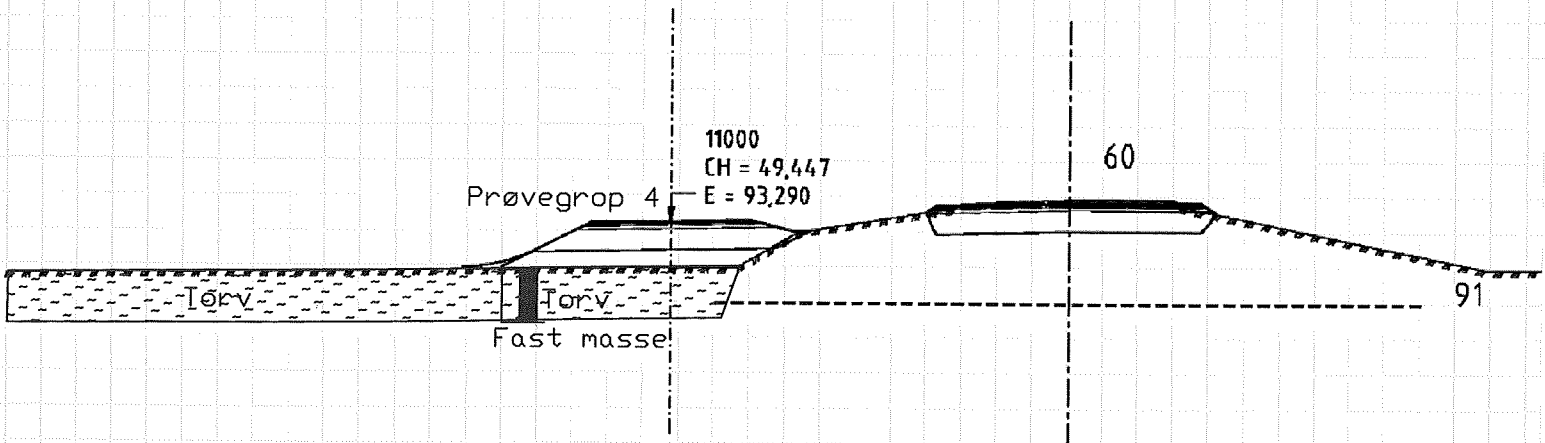 11000
CH = 49,447
E = 93,290
60
Prøvegrop 4
Torv
Torv
91
Fast masse